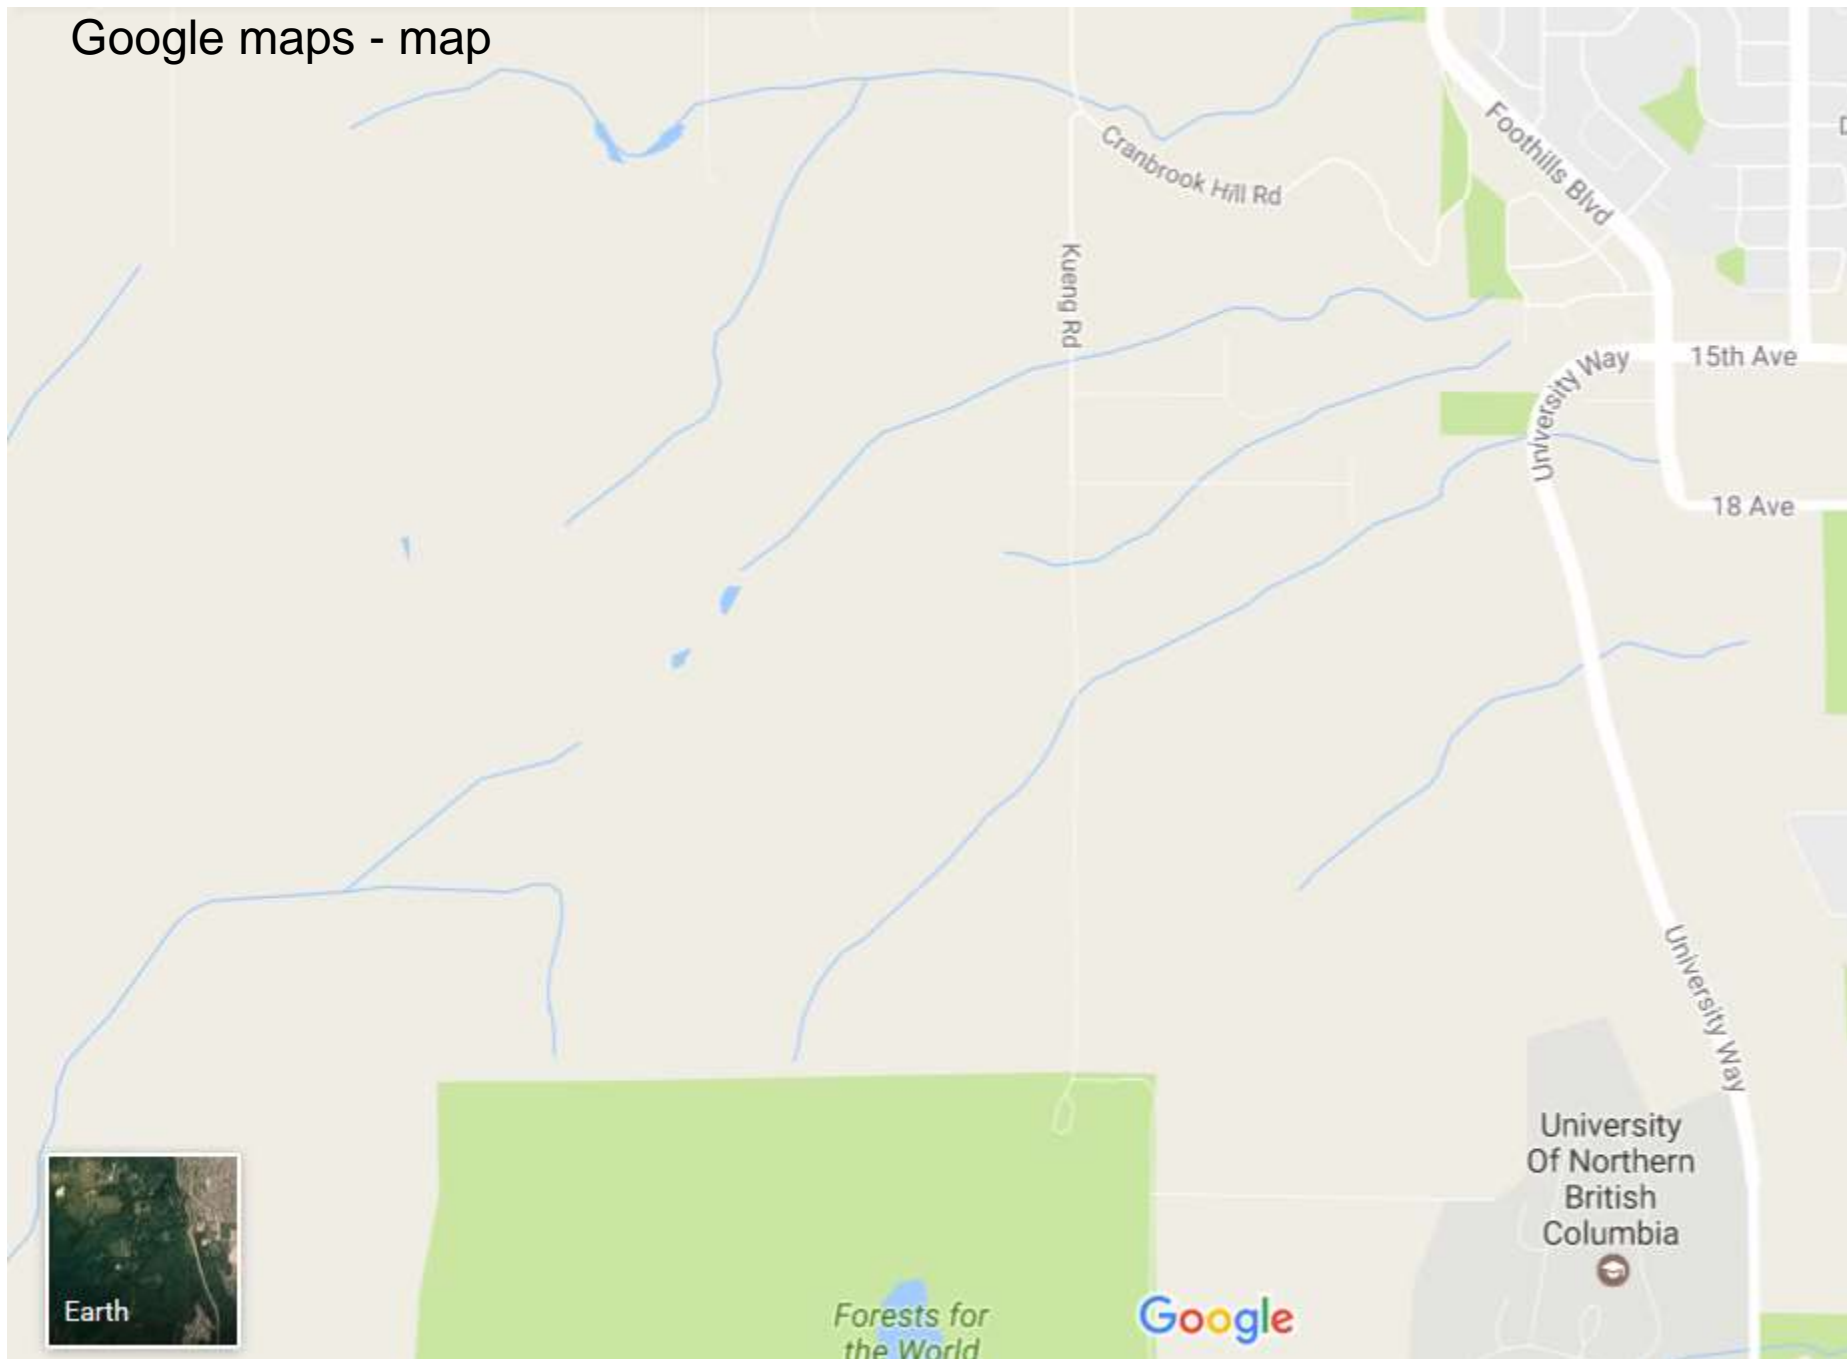 Google maps - map
Cranbrook Hill Rd
Foothills Blvd
Kueng Rd
University Way
15th Ave
18 Ave
University Way
University
Of Northern
British
Columbia
Earth
Forests for
the World
Google